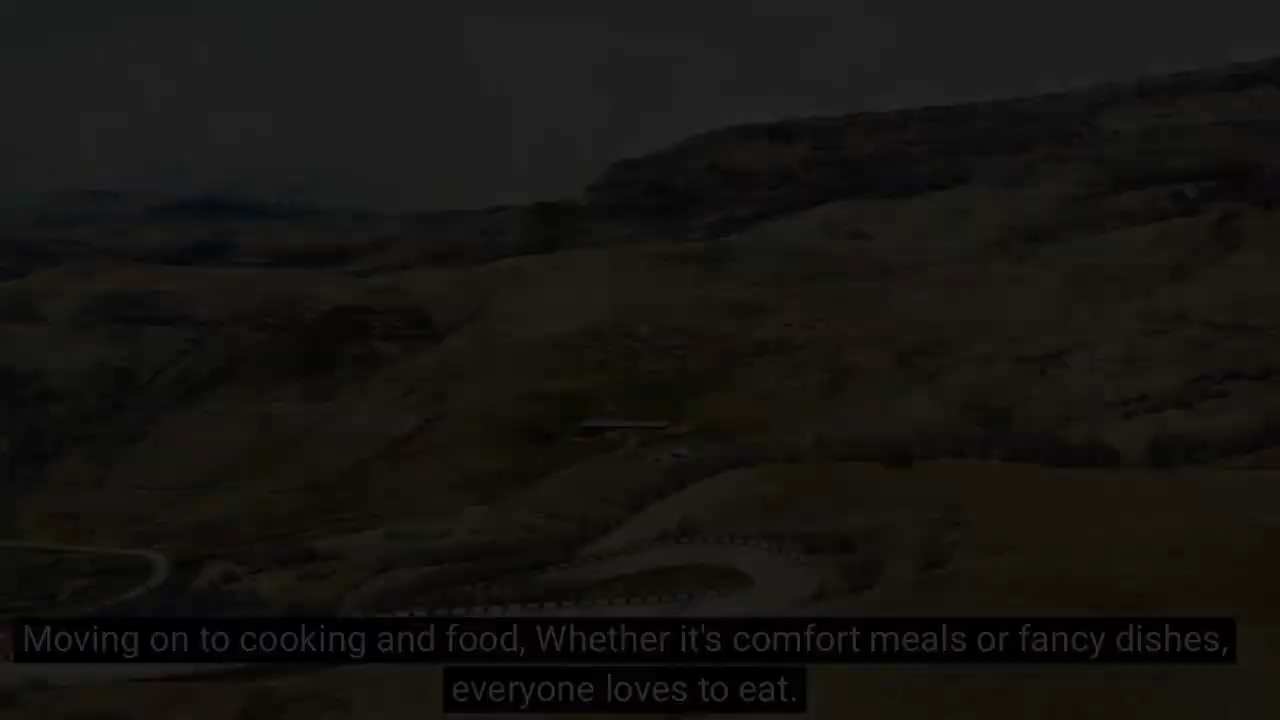 Moving on to cooking and food, Whether it's comfort meals or fancy dishes,
everyone loves to eat.